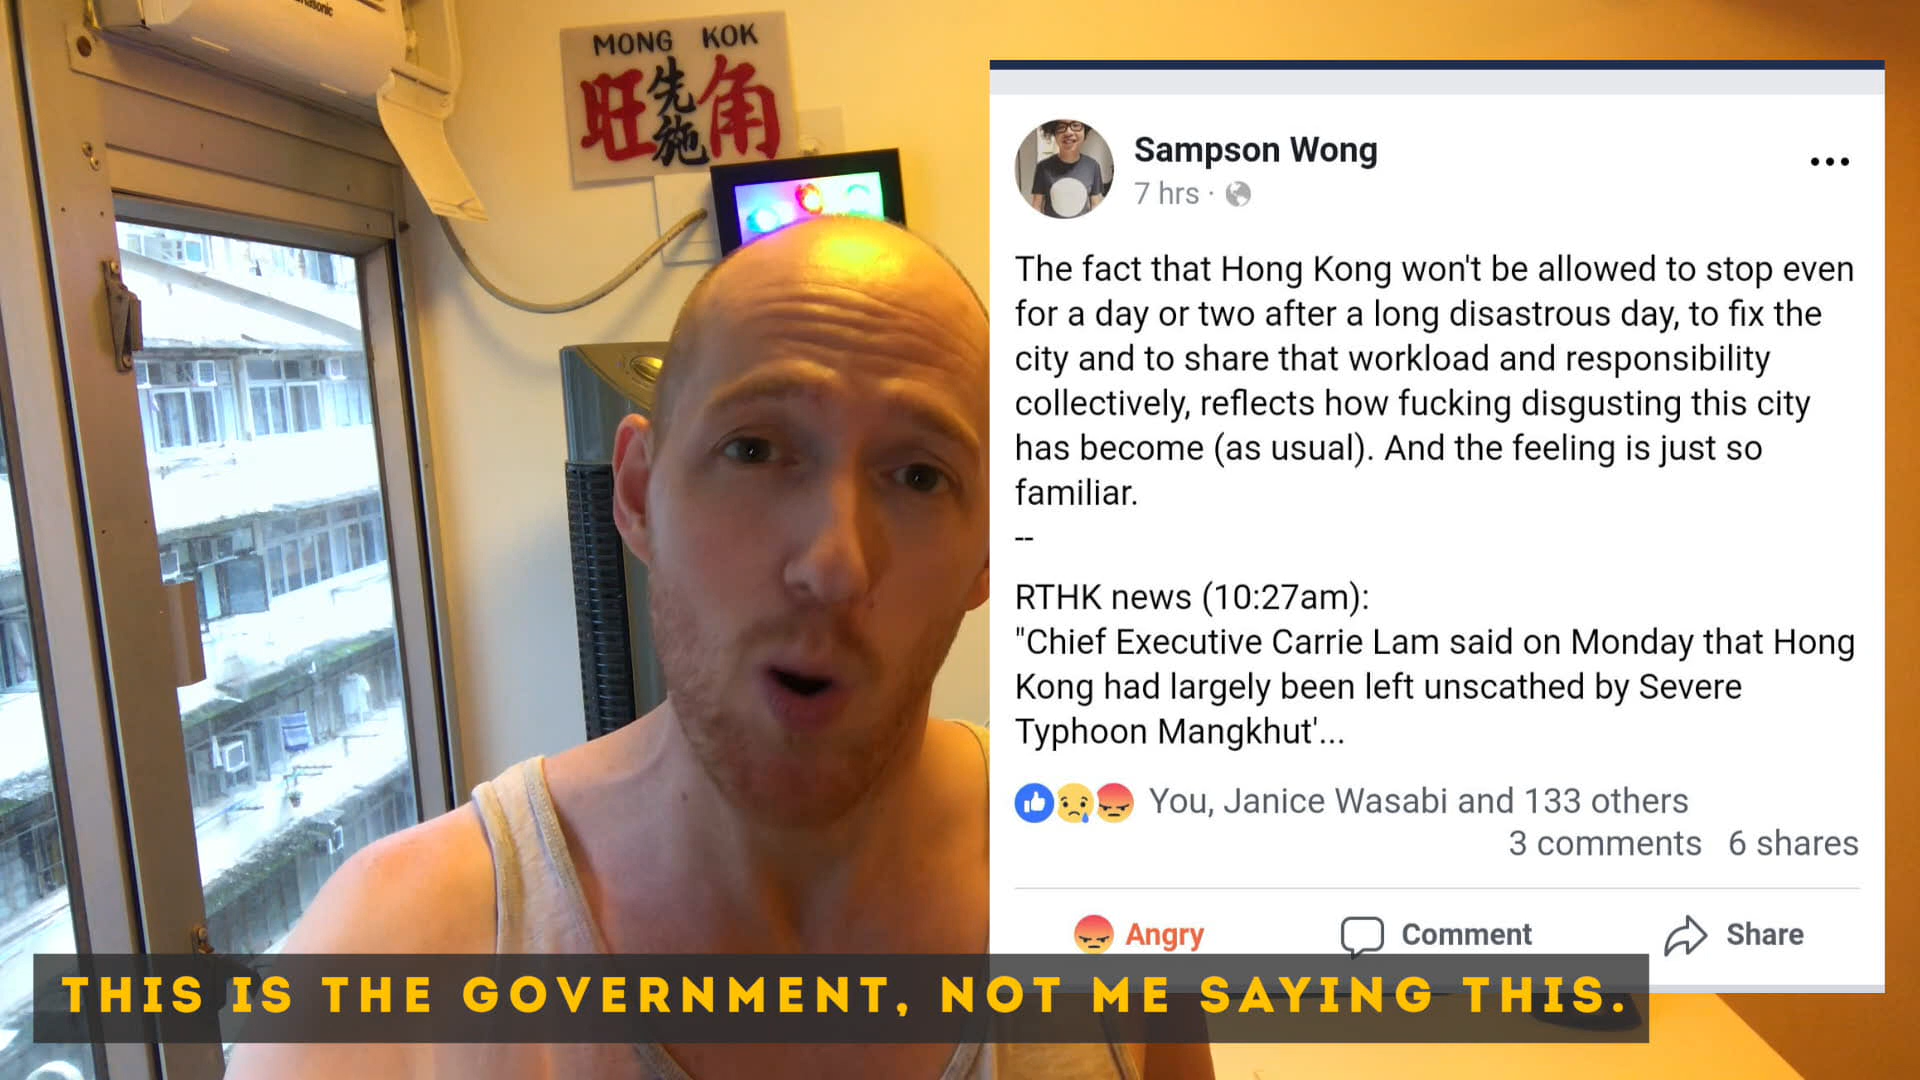 Panasonic
MONG KOK
旺先施角
Sampson Wong
7 hrs ·
The fact that Hong Kong won't be allowed to stop even
for a day or two after a long disastrous day, to fix the
city and to share that workload and responsibility
collectively, reflects how fucking disgusting this city
has become (as usual). And the feeling is just so
familiar.
--
RTHK news (10:27am):
"Chief Executive Carrie Lam said on Monday that Hong
Kong had largely been left unscathed by Severe
Typhoon Mangkhut'...
You, Janice Wasabi and 133 others
3 comments 6 shares
Angry Comment Share
THIS IS THE GOVERNMENT, NOT ME SAYING THIS.